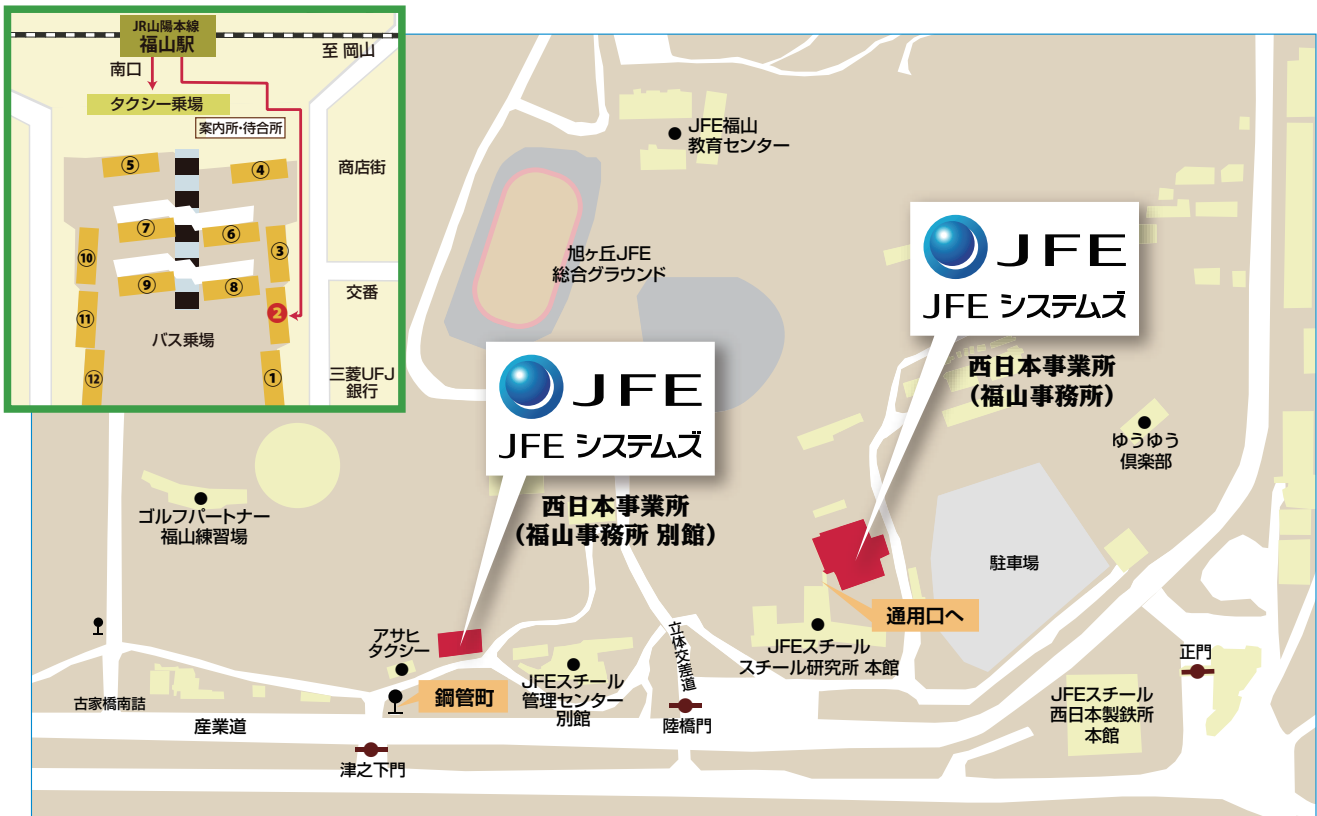 JR山陽本線
福山駅
至 岡山
南口
タクシー乗場
案内所・待合所
商店街
⑤
④
⑦
⑥
③
⑩
⑨
⑧
交番
②
⑪
バス乗場
⑫
①
三菱UFJ
銀行
JFE福山
教育センター
旭ヶ丘JFE
総合グラウンド
JFE
JFE システムズ
西日本事業所
（福山事務所）
JFE
JFE システムズ
西日本事業所
（福山事務所 別館）
ゆうゆう
倶楽部
ゴルフパートナー
福山練習場
駐車場
通用口へ
アサヒ
タクシー
立体交差道
JFEスチール
スチール研究所 本館
正門
JFEスチール
管理センター
別館
鋼管町
古家橋南詰
産業道
陸橋門
JFEスチール
西日本製鉄所
本館
津之下門